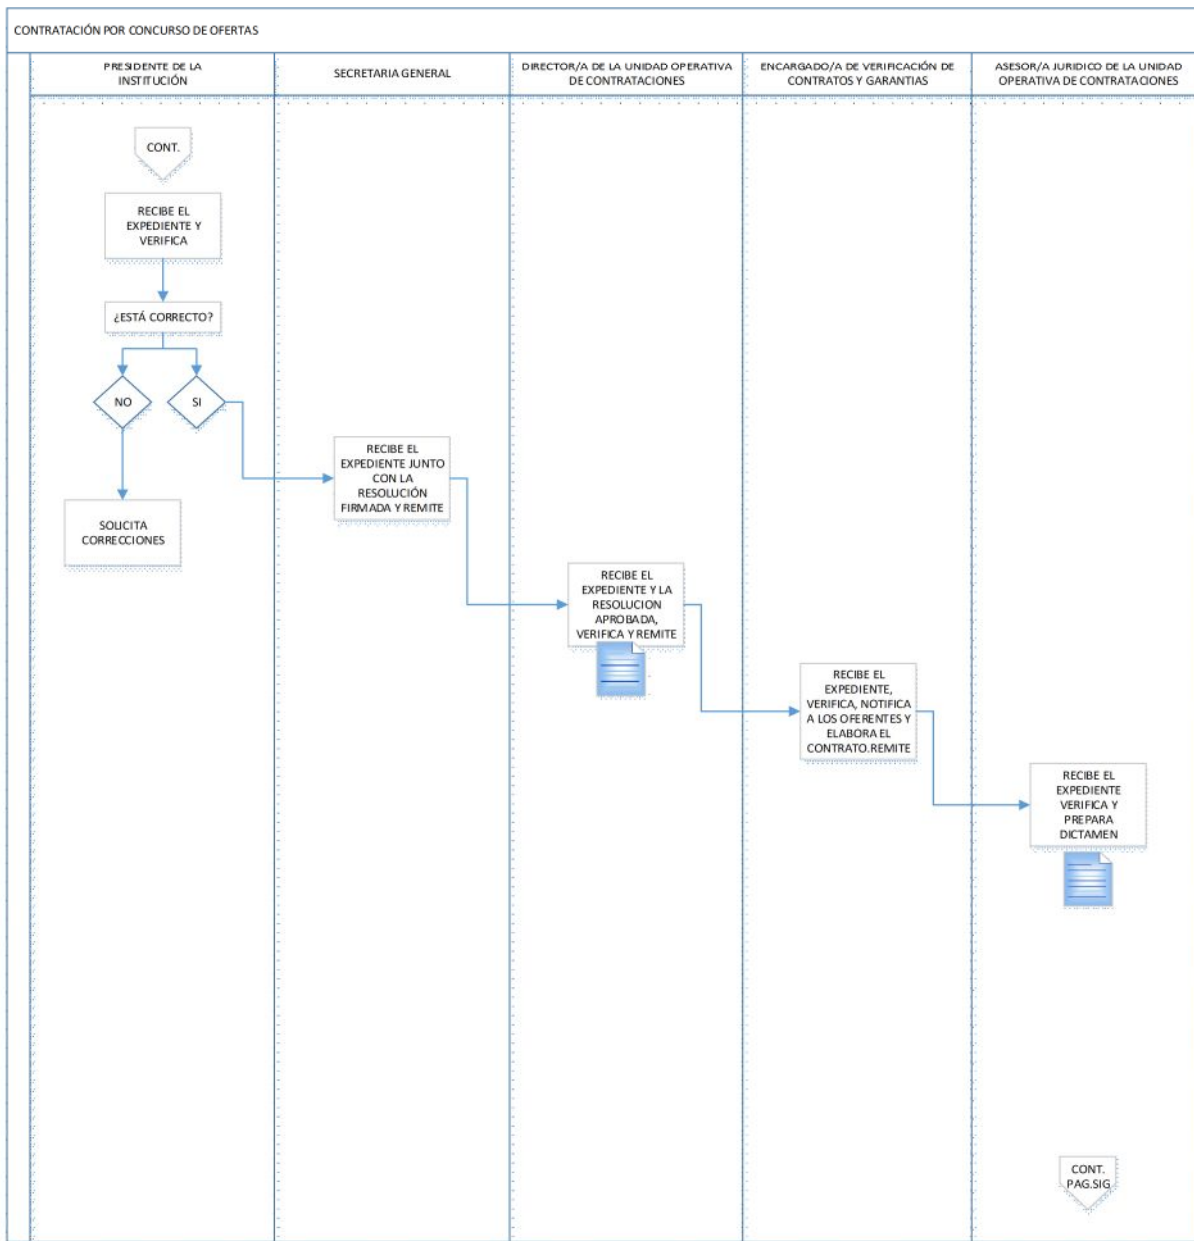 CONTRATACIÓN POR CONCURSO DE OFERTAS
PRESIDENTE DE LA
INSTITUCIÓN
SECRETARIA GENERAL
DIRECTOR/A DE LA UNIDAD OPERATIVA
DE CONTRATACIONES
ENCARGADO/A DE VERIFICACIÓN DE
CONTRATOS Y GARANTIAS
ASESOR/A JURIDICO DE LA UNIDAD
OPERATIVA DE CONTRATACIONES
CONT.
RECIBE EL
EXPEDIENTE Y
VERIFICA
¿ESTÁ CORRECTO?
NO
SI
SOLICITA
CORRECCIONES
RECIBE EL
EXPEDIENTE JUNTO
CON LA
RESOLUCIÓN
FIRMADA Y REMITE
RECIBE EL
EXPEDIENTE Y LA
RESOLUCION
APROBADA,
VERIFICA Y REMITE
RECIBE EL
EXPEDIENTE,
VERIFICA, NOTIFICA
A LOS OFERENTES Y
ELABORA EL
CONTRATO.REMITE
RECIBE EL
EXPEDIENTE
VERIFICA Y
PREPARA
DICTAMEN
CONT.
PAG.SIG